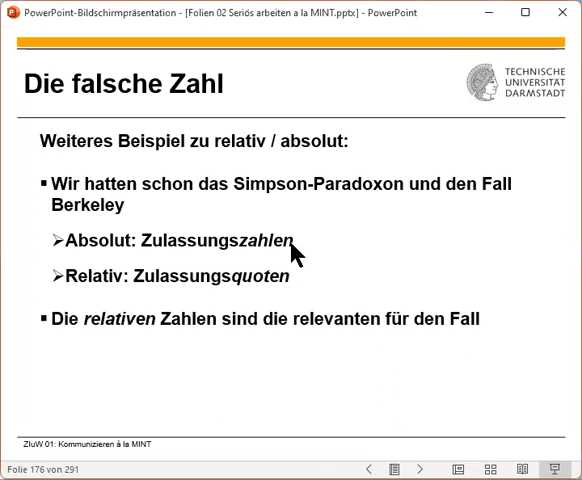 PowerPoint-Bildschirmpräsentation - [Folien 02 Seriös arbeiten a la MINT.pptx] - PowerPoint
Die falsche Zahl
TECHNISCHE
UNIVERSITÄT
DARMSTADT
Weiteres Beispiel zu relativ / absolut:
▪ Wir hatten schon das Simpson-Paradoxon und den Fall
Berkeley
➢Absolut: Zulassungszahlen
➢Relativ: Zulassungsquoten
▪ Die relativen Zahlen sind die relevanten für den Fall
ZIuW 01: Kommunizieren à la MINT
Folie 176 von 291